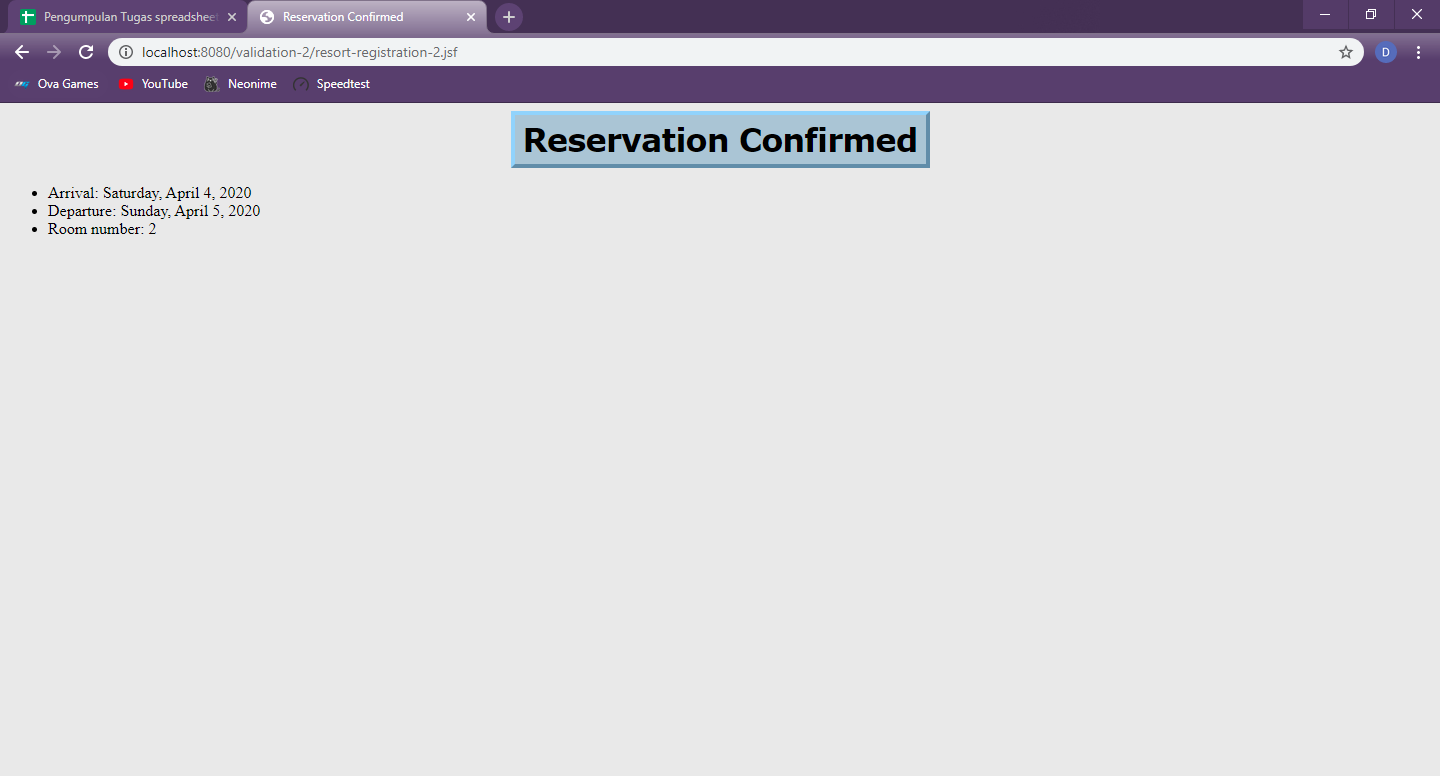 Pengumpulan Tugas spreadsheet
Reservation Confirmed
localhost:8080/validation-2/resort-registration-2.jsf
D
Ova Games
YouTube
Neonime
Speedtest
Reservation Confirmed
Arrival: Saturday, April 4, 2020
Departure: Sunday, April 5, 2020
Room number: 2